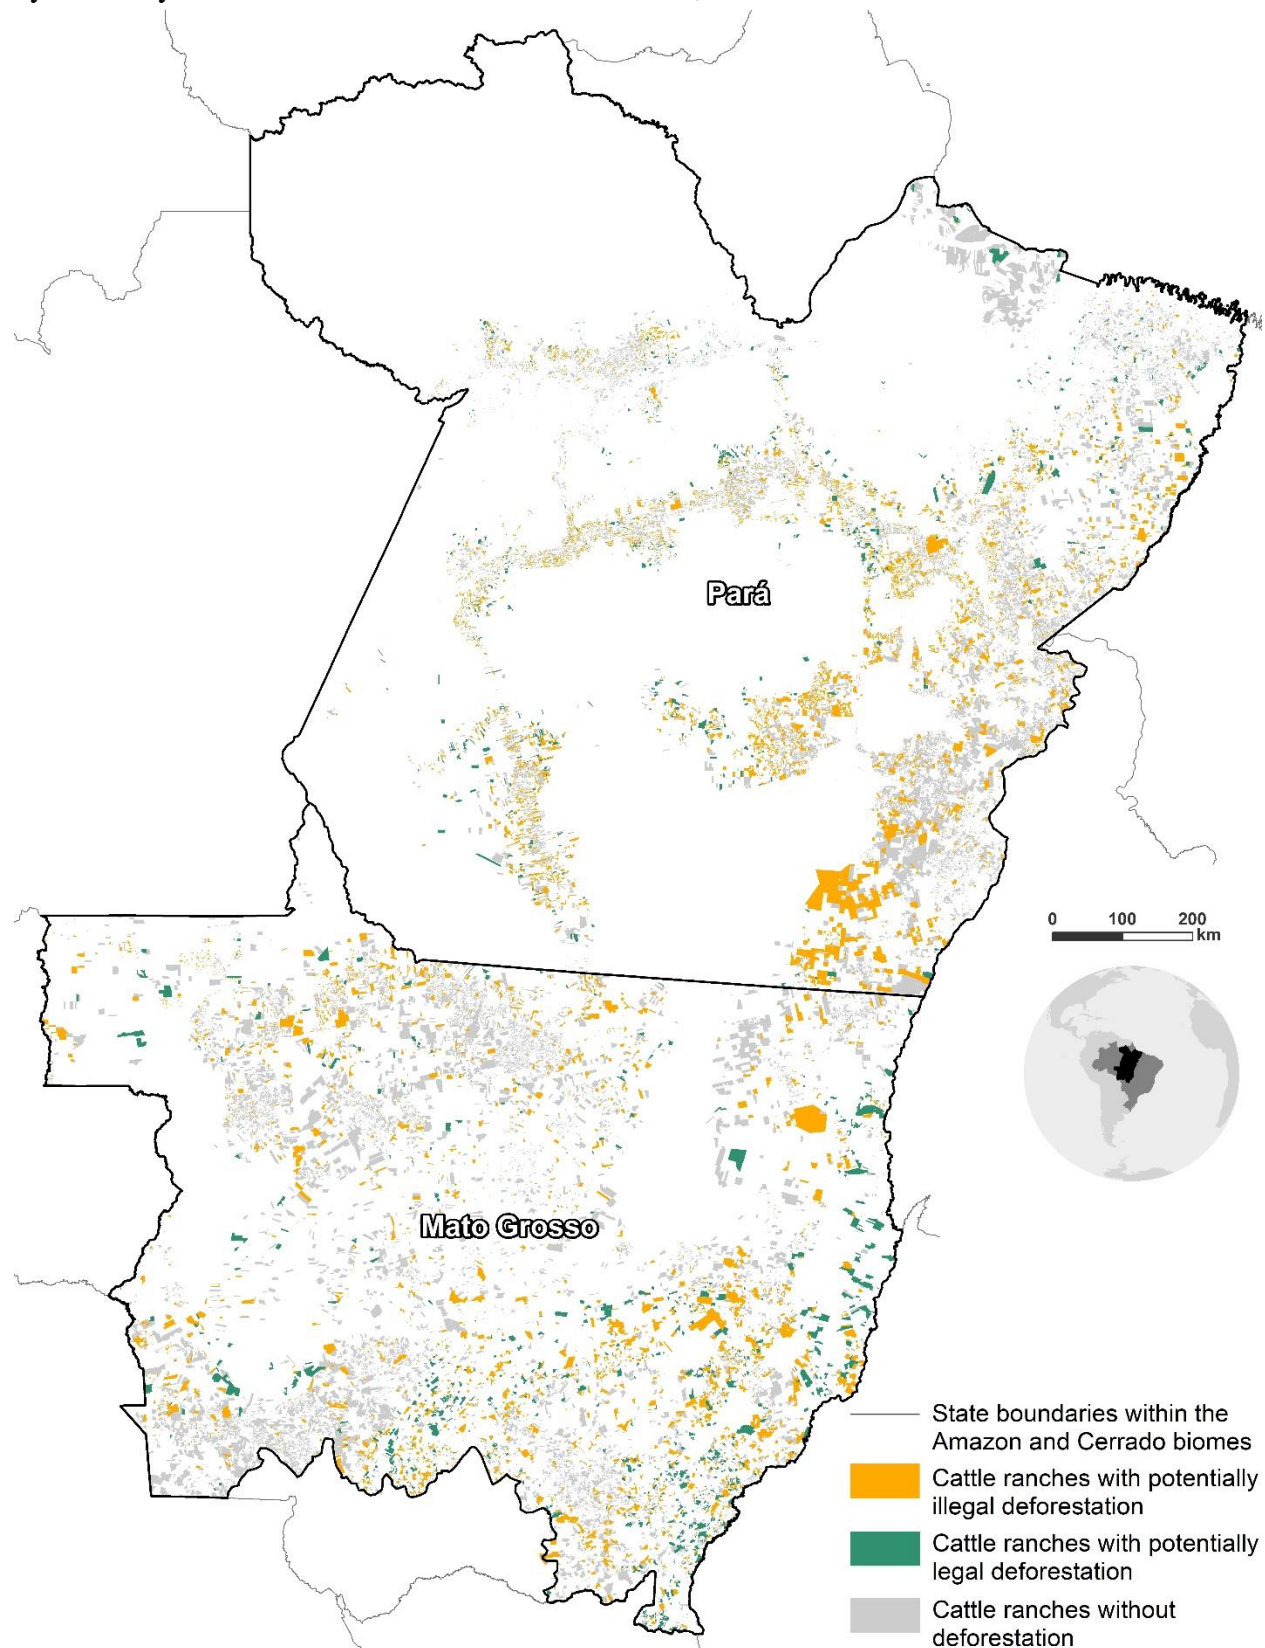 Pará
0 100 200
km
Mato Grosso
State boundaries within the
Amazon and Cerrado biomes
Cattle ranches with potentially
illegal deforestation
Cattle ranches with potentially
legal deforestation
Cattle ranches without
deforestation